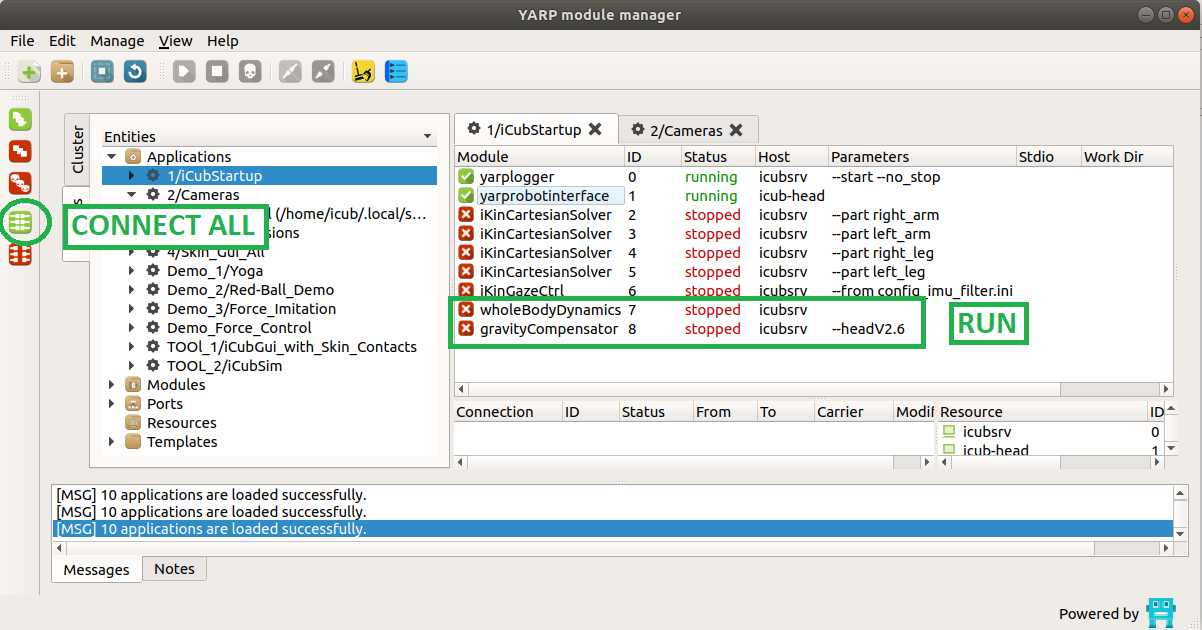 YARP module manager
File Edit Manage View Help
Cluster
Entities
Applications
1/iCubStartup
2/Cameras
(/home/icub/.local/s...
4/Skin_Gui_All
Demo_1/Yoga
Demo_2/Red-Ball_Demo
Demo_3/Force_Imitation
Demo_Force_Control
TOOl_1/iCubGui_with_Skin_Contacts
TOOL_2/iCubSim
Modules
Ports
Resources
Templates
CONNECT ALL
1/iCubStartup 2/Cameras
Module ID Status Host Parameters Stdio Work Dir
yarplogger 0 running icubsrv --start --no_stop
yarprobotinterface 1 running icub-head
iKinCartesianSolver 2 stopped icubsrv --part right_arm
iKinCartesianSolver 3 stopped icubsrv --part left_arm
iKinCartesianSolver 4 stopped icubsrv --part right_leg
iKinCartesianSolver 5 stopped icubsrv --part left_leg
iKinGazeCtrl 6 stopped icubsrv --from config_imu_filter.ini
wholeBodyDynamics 7 stopped icubsrv
gravityCompensator 8 stopped icubsrv --headV2.6
RUN
Connection ID Status From To Carrier Modif
Resource ID
icubsrv 0
icub-head 1
[MSG] 10 applications are loaded successfully.
[MSG] 10 applications are loaded successfully.
[MSG] 10 applications are loaded successfully.
Messages Notes
Powered by